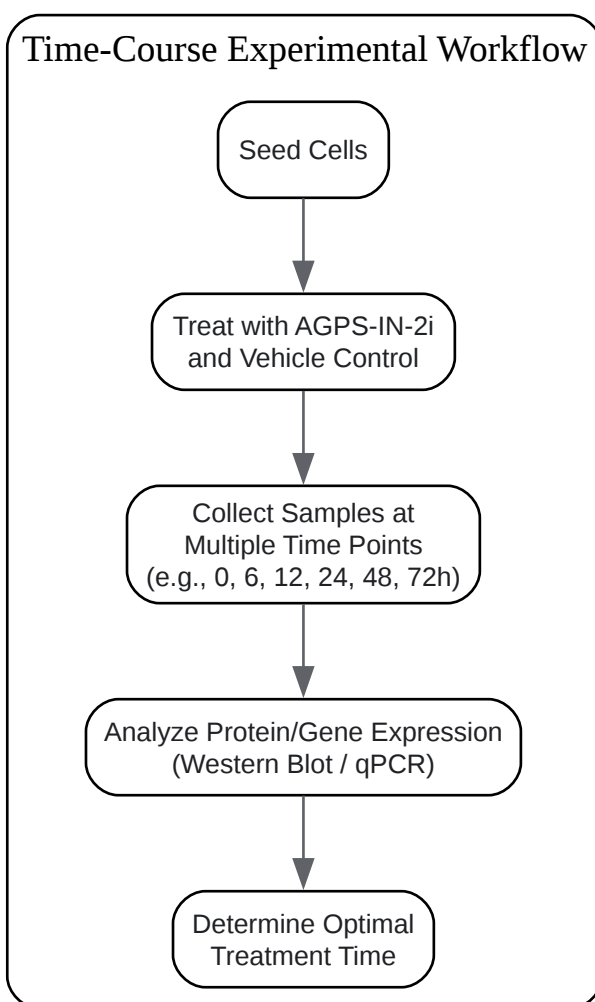 Time-Course Experimental Workflow
Seed Cells
Treat with AGPS-IN-2i
and Vehicle Control
Collect Samples at
Multiple Time Points
(e.g., 0, 6, 12, 24, 48, 72h)
Analyze Protein/Gene Expression
(Western Blot / qPCR)
Determine Optimal
Treatment Time